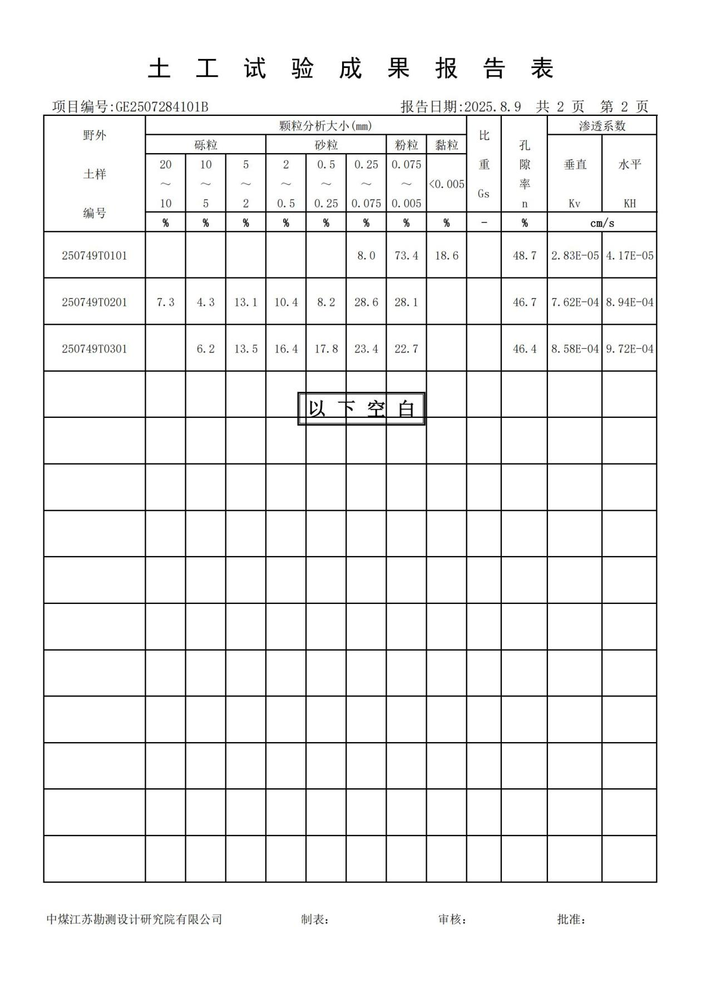 土工试验成果报告表
项目编号:GE2507284101B 报告日期:2025.8.9 共 2 页 第 2 页
野外土样编号 颗粒分析大小(mm) 比重Gs 孔隙率n 渗透系数
砾粒 砂粒 粉粒 黏粒 垂直Kv 水平KH
20～10 10～5 5～2 2～0.5 0.5～0.25 0.25～0.075 0.075～0.005 <0.005
% % % % % % % % - % cm/s
250749T0101 8.0 73.4 18.6 48.7 2.83E-05 4.17E-05
250749T0201 7.3 4.3 13.1 10.4 8.2 28.6 28.1 46.7 7.62E-04 8.94E-04
250749T0301 6.2 13.5 16.4 17.8 23.4 22.7 46.4 8.58E-04 9.72E-04
以下空白
中煤江苏勘测设计研究院有限公司 制表: 审核: 批准: